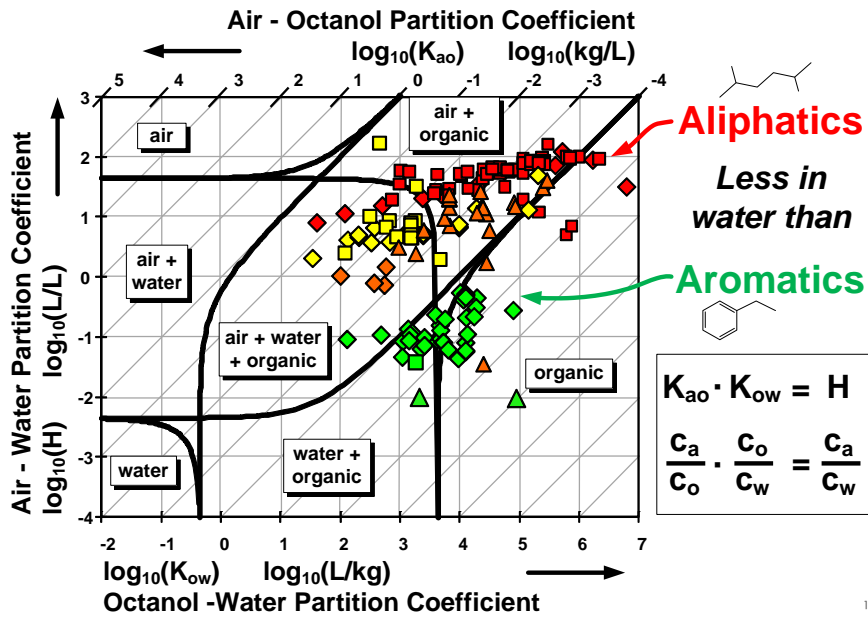 Air - Octanol Partition Coefficient
log₁₀(Kₐₒ) log₁₀(kg/L)
5 4 3 2 1 0 -1 -2 -3 -4
3
2
1
0
-1
-2
-3
-4
Air - Water Partition Coefficient
log₁₀(H) log₁₀(L/L)
air
air +
organic
air +
water
air + water
+ organic
organic
water
water +
organic
-2 -1 0 1 2 3 4 5 6 7
log₁₀(Kₒw) log₁₀(L/kg)
Octanol -Water Partition Coefficient
Aliphatics
Less in
water than
Aromatics
Kₐₒ · Kₒw = H
cₐ/cₒ · cₒ/c_w = cₐ/c_w
1